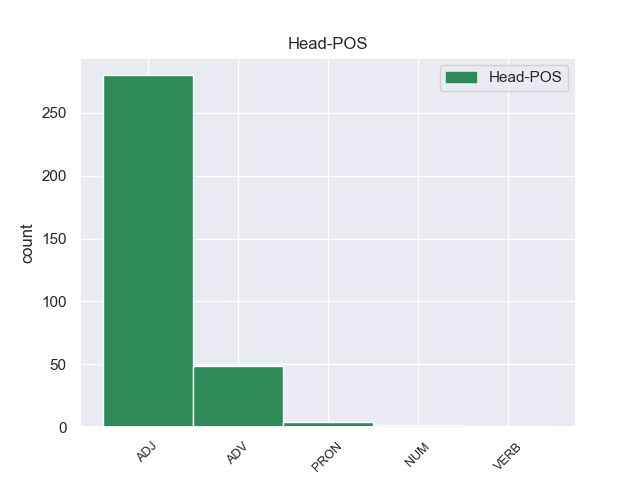 Head-POS
Head-POS
count
250
200
150
100
50
0
ADJ
ADV
PRON
NUM
VERB